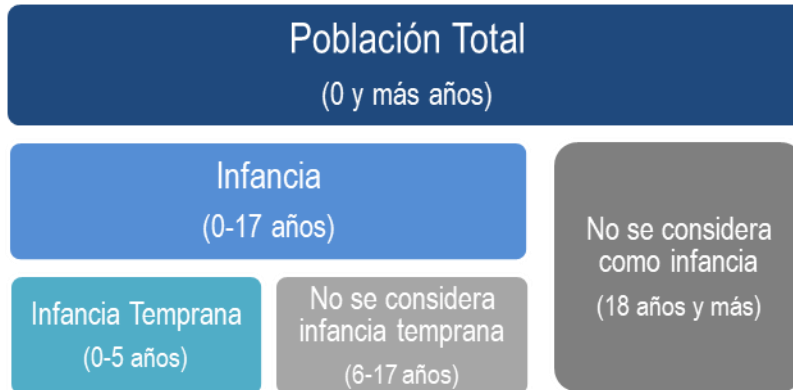 Población Total
(0 y más años)
Infancia
(0-17 años)
No se considera
como infancia
(18 años y más)
Infancia Temprana
(0-5 años)
No se considera
infancia temprana
(6-17 años)